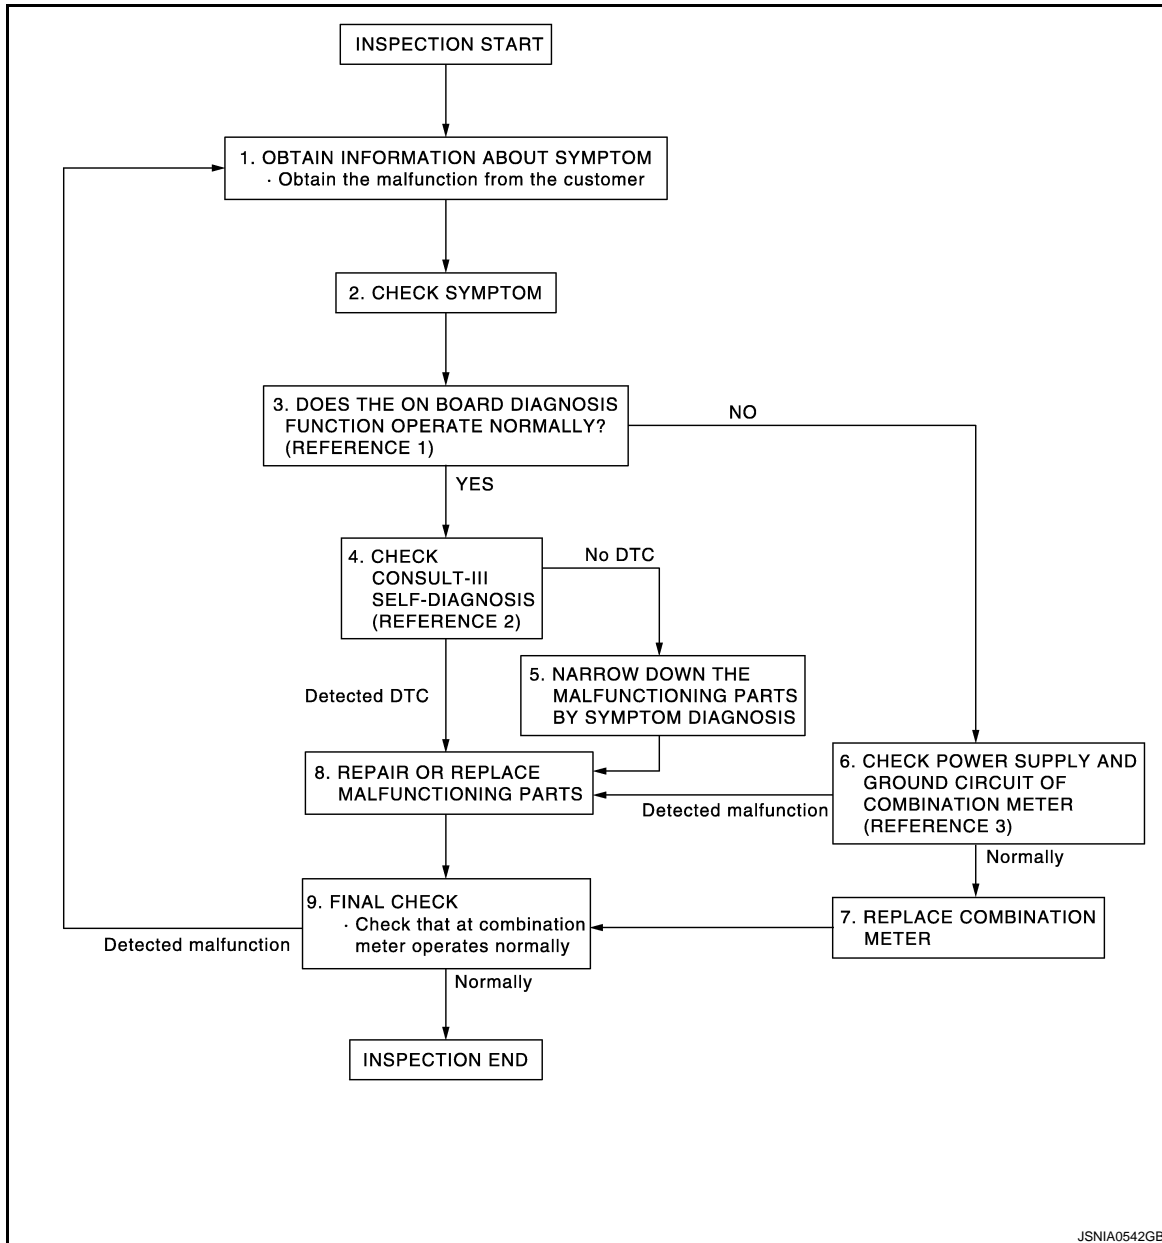 INSPECTION START
1. OBTAIN INFORMATION ABOUT SYMPTOM
· Obtain the malfunction from the customer
2. CHECK SYMPTOM
3. DOES THE ON BOARD DIAGNOSIS
FUNCTION OPERATE NORMALLY?
(REFERENCE 1)
NO
YES
4. CHECK
CONSULT-III
SELF-DIAGNOSIS
(REFERENCE 2)
No DTC
5. NARROW DOWN THE
MALFUNCTIONING PARTS
BY SYMPTOM DIAGNOSIS
Detected DTC
6. CHECK POWER SUPPLY AND
GROUND CIRCUIT OF
COMBINATION METER
(REFERENCE 3)
8. REPAIR OR REPLACE
MALFUNCTIONING PARTS
Detected malfunction
Normally
7. REPLACE COMBINATION
METER
9. FINAL CHECK
· Check that at combination
meter operates normally
Detected malfunction
Normally
INSPECTION END
JSNIA0542GB